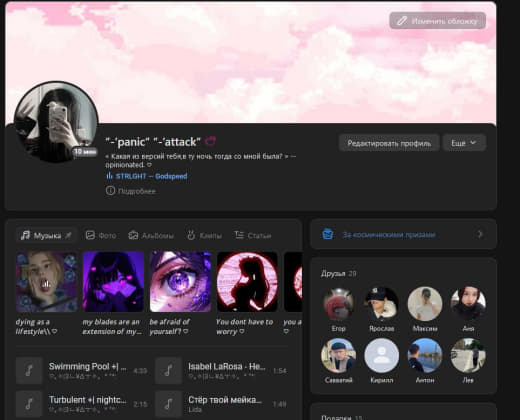 Изменить обложку
10 мин
"-'panic" "-'attack"
« Какая из версий тебя,в ту ночь тогда со мной была? » --
opinionated. ♡
STRLGHT — Godspeed
Подробнее
Редактировать профиль
Ещё
Музыка
Фото
Альбомы
Клипы
Статьи
dying as a
lifestyle\\ ♡
my blades are an
extension of my...
be afraid of
yourself? ♡
You dont have to
worry ♡
you a
Swimming Pool +| ...
4:33
Isabel LaRosa - He...
1:54
Turbulent +| nightc...
2:15
Стёр твой мейка...
Lida
1:49
За космическими призами
Друзья 29
Егор
Ярослав
Максим
Аня
Савватий
Кирилл
Антон
Лев
Подарки 15